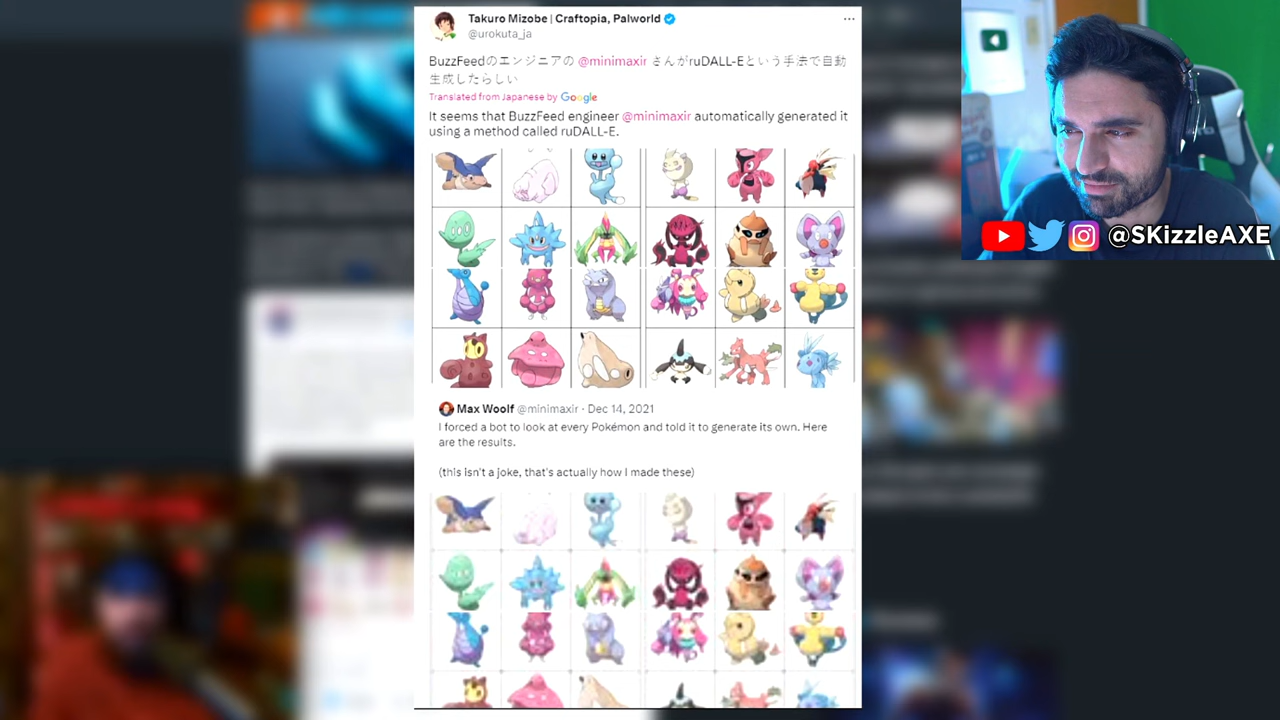 Takuro Mizobe | Craftopia, Palworld
@urokuta_ja
BuzzFeedのエンジニアの @minimaxir さんがruDALL-Eという手法で自動
生成したらしい
Translated from Japanese by Google
It seems that BuzzFeed engineer @minimaxir automatically generated it
using a method called ruDALL-E.
Max Woolf @minimaxir · Dec 14, 2021
I forced a bot to look at every Pokémon and told it to generate its own. Here
are the results.
(this isn't a joke, that's actually how I made these)
@SKizzleAXE